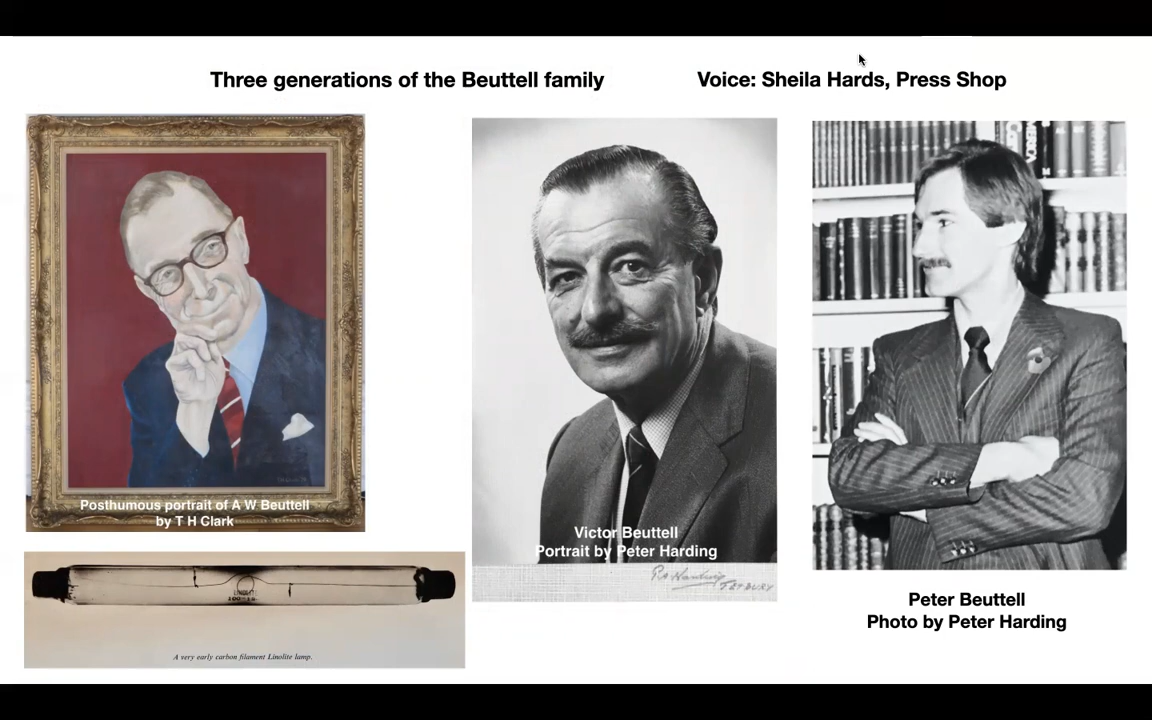 Three generations of the Beuttell family
Voice: Sheila Hards, Press Shop
Posthumous portrait of A W Beuttell
by T H Clark
Victor Beuttell
Portrait by Peter Harding
TETBURY
A very early carbon filament Linolite lamp.
Peter Beuttell
Photo by Peter Harding